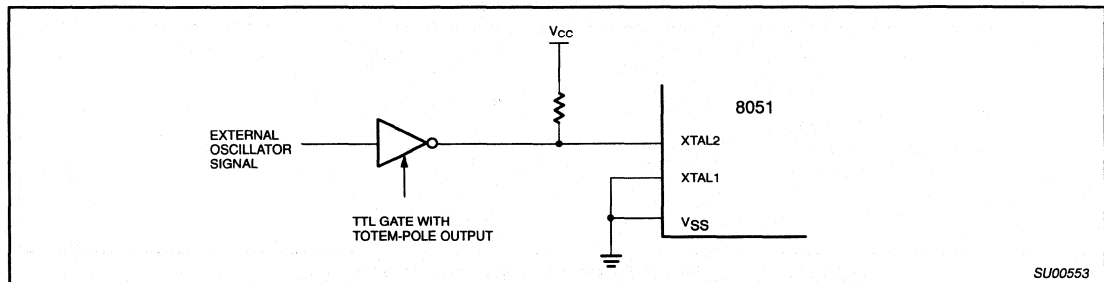 VCC
8051
EXTERNAL
OSCILLATOR
SIGNAL
XTAL2
XTAL1
TTL GATE WITH
TOTEM-POLE OUTPUT
VSS
SU00553